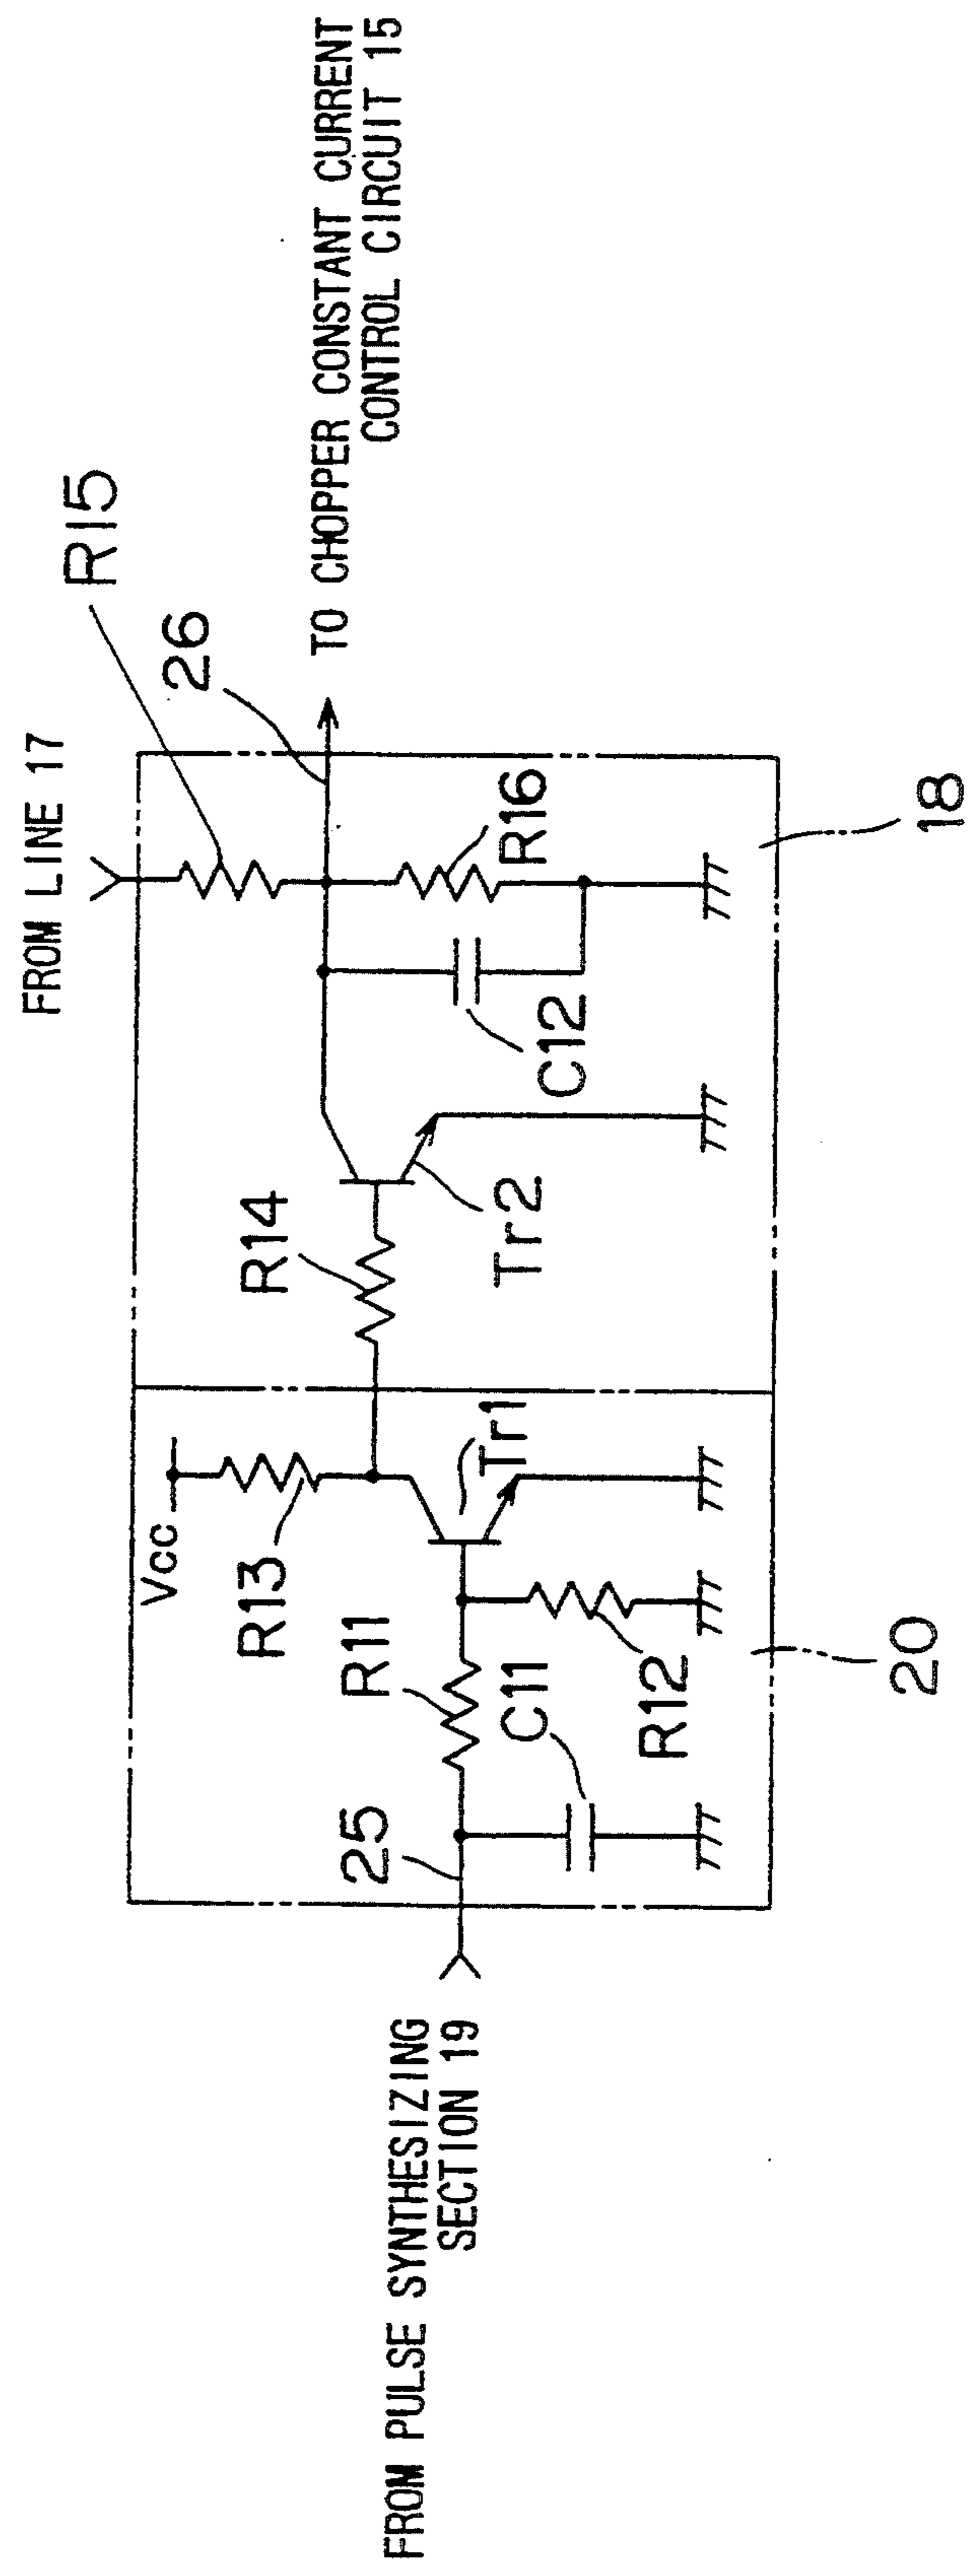 FROM LINE 17
R15
26
TO CHOPPER CONSTANT CURRENT
CONTROL CIRCUIT 15
Vcc
R13
R14
R16
C12
Tr2
Tr1
R11
25
C11
R12
FROM PULSE SYNTHESIZING
SECTION 19
20
18